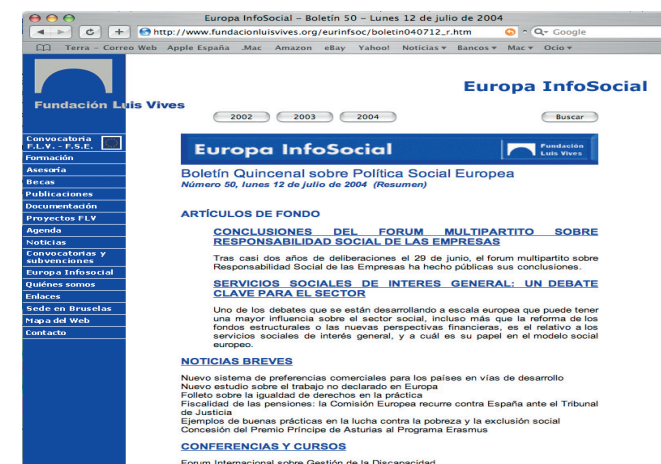 Europa InfoSocial – Boletín 50 – Lunes 12 de julio de 2004
http://www.fundacionluisvives.org/eurinfsoc/boletin040712_r.htm
Google
Terra – Correo Web Apple España .Mac Amazon eBay Yahoo! Noticias Bancos Mac Ocio
Fundación Luis Vives
Europa InfoSocial
2002 2003 2004 Buscar
Convocatoria
F.L.V. – F.S.E.
Formación
Asesoría
Becas
Publicaciones
Documentación
Proyectos FLV
Agenda
Noticias
Convocatorias y
subvenciones
Europa Infosocial
Quiénes somos
Enlaces
Sede en Bruselas
Mapa del Web
Contacto
Europa InfoSocial
Fundación
Luis Vives
Boletín Quincenal sobre Política Social Europea
Número 50, lunes 12 de julio de 2004 (Resumen)
ARTÍCULOS DE FONDO
CONCLUSIONES DEL FORUM MULTIPARTITO SOBRE
RESPONSABILIDAD SOCIAL DE LAS EMPRESAS
Tras casi dos años de deliberaciones el 29 de junio, el forum multipartito sobre
Responsabilidad Social de las Empresas ha hecho públicas sus conclusiones.
SERVICIOS SOCIALES DE INTERES GENERAL: UN DEBATE
CLAVE PARA EL SECTOR
Uno de los debates que se están desarrollando a escala europea que puede tener
una mayor influencia sobre el sector social, incluso más que la reforma de los
fondos estructurales o las nuevas perspectivas financieras, es el relativo a los
servicios sociales de interés general, y a cuál es su papel en el modelo social
europeo.
NOTICIAS BREVES
Nuevo sistema de preferencias comerciales para los países en vías de desarrollo
Nuevo estudio sobre el trabajo no declarado en Europa
Folleto sobre la igualdad de derechos en la práctica
Fiscalidad de las pensiones: la Comisión Europea recurre contra España ante el Tribunal
de Justicia
Ejemplos de buenas prácticas en la lucha contra la pobreza y la exclusión social
Concesión del Premio Príncipe de Asturias al Programa Erasmus
CONFERENCIAS Y CURSOS
Forum Internacional sobre Gestión de la Discapacidad